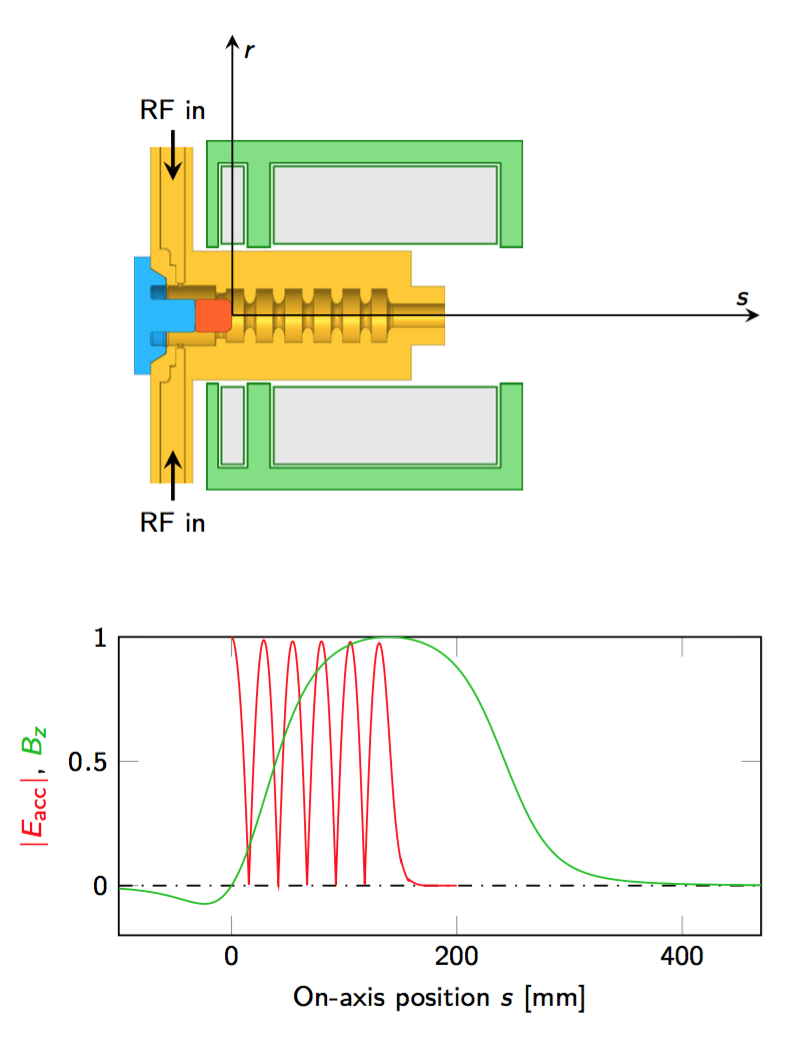 r
RF in
s
RF in
1
|E_acc|, B_z
0.5
0
0 200 400
On-axis position s [mm]